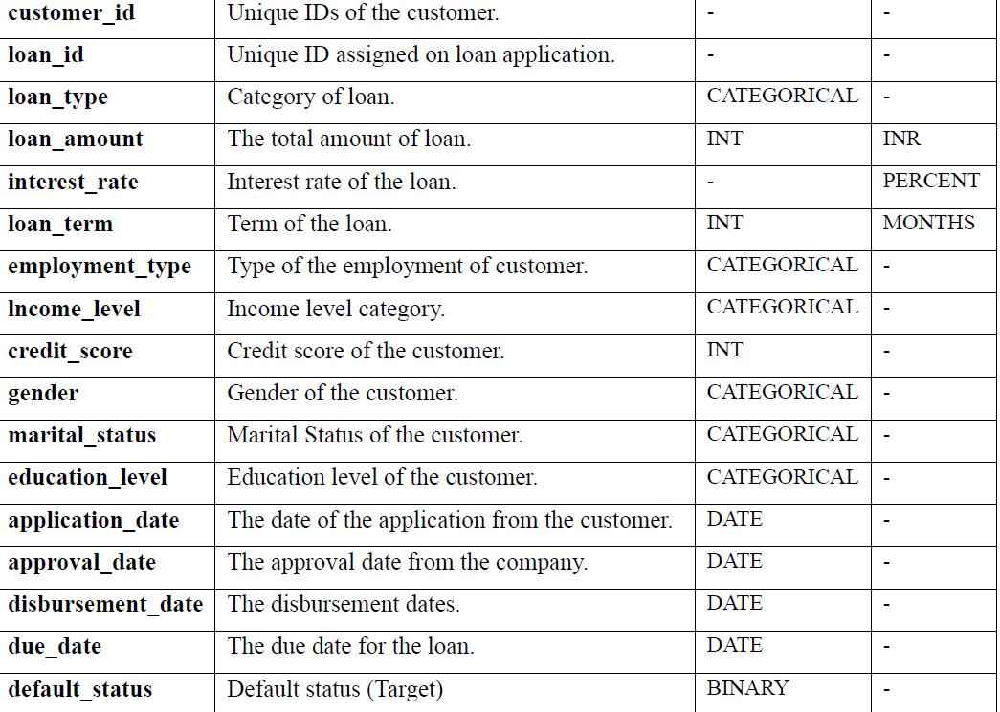 customer_id Unique IDs of the customer. - -
loan_id Unique ID assigned on loan application. - -
loan_type Category of loan. CATEGORICAL -
loan_amount The total amount of loan. INT INR
interest_rate Interest rate of the loan. - PERCENT
loan_term Term of the loan. INT MONTHS
employment_type Type of the employment of customer. CATEGORICAL -
lncome_level Income level category. CATEGORICAL -
credit_score Credit score of the customer. INT -
gender Gender of the customer. CATEGORICAL -
marital_status Marital Status of the customer. CATEGORICAL -
education_level Education level of the customer. CATEGORICAL -
application_date The date of the application from the customer. DATE -
approval_date The approval date from the company. DATE -
disbursement_date The disbursement dates. DATE -
due_date The due date for the loan. DATE -
default_status Default status (Target) BINARY -